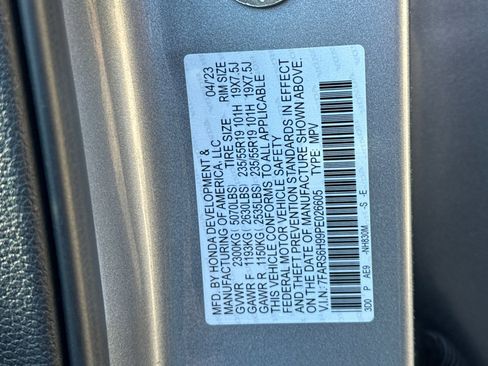 MFD. BY HONDA DEVELOPMENT & 04/23
MANUFACTURING OF AMERICA, LLC
TIRE SIZE RIM SIZE
GVWR 2300KG( 5070LBS) 235/55R19 101H 19X7.5J
GAWR F 1193KG( 2630LBS) 235/55R19 101H 19X7.5J
GAWR R 1150KG( 2535LBS)
THIS VEHICLE CONFORMS TO ALL APPLICABLE
FEDERAL MOTOR VEHICLE SAFETY
AND THEFT PREVENTION STANDARDS IN EFFECT
ON THE DATE OF MANUFACTURE SHOWN ABOVE.
V.I.N.: 7FARS6H99PE026605 TYPE: MPV
3D0 P AE9 -NH830M -S -E